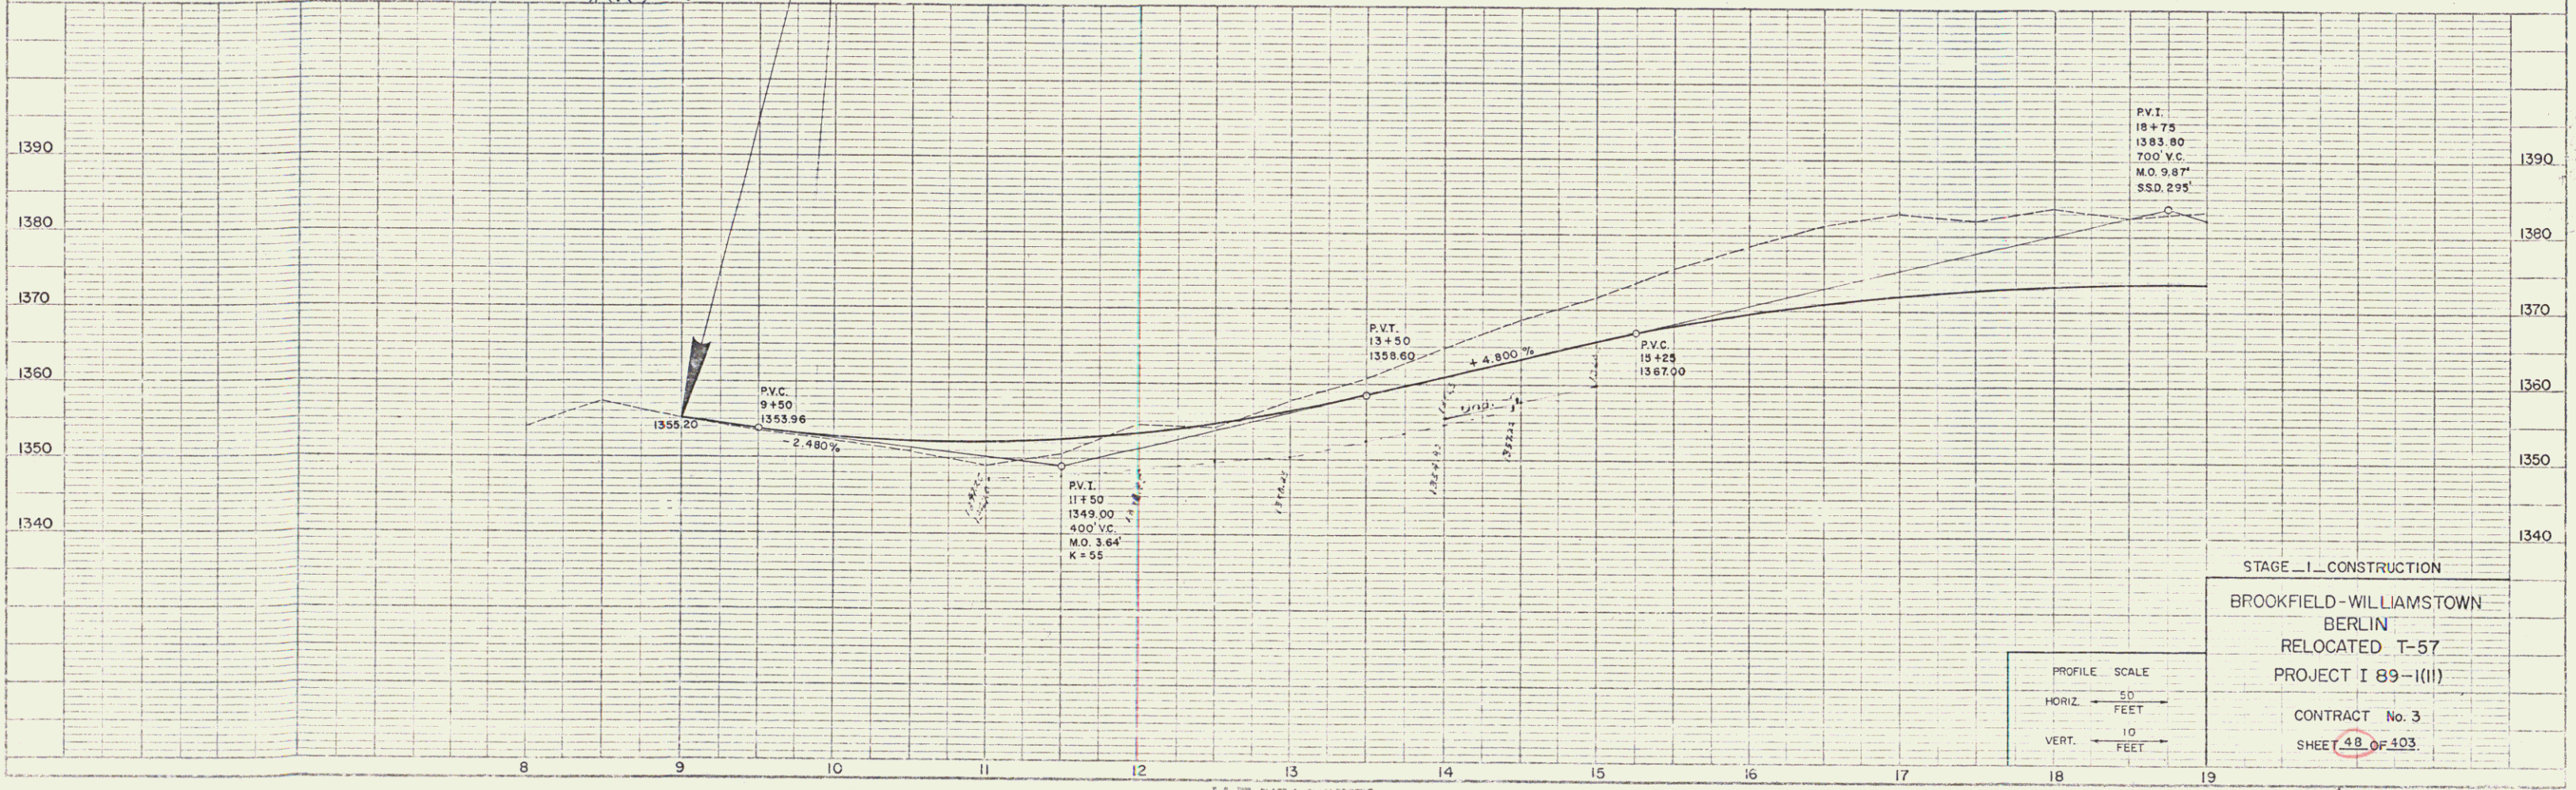 1390
1380
1370
1360
1350
1340
1355.20
P.V.C.
9+50
1353.96
-2.480%
P.V.I.
11+50
1349.00
400' V.C.
M.O. 3.64'
K = 55
P.V.T.
13+50
1358.60
+ 4.800 %
P.V.C.
15+25
1367.00
P.V.I.
18+75
1383.80
700' V.C.
M.O. 9.87'
S.S.D. 295'
Und.
1390
1380
1370
1360
1350
1340
8 9 10 11 12 13 14 15 16 17 18 19
PROFILE SCALE
HORIZ. 50 FEET
VERT. 10 FEET
STAGE 1 CONSTRUCTION
BROOKFIELD-WILLIAMSTOWN
BERLIN
RELOCATED T-57
PROJECT I 89-1(11)
CONTRACT No. 3
SHEET 48 OF 403.